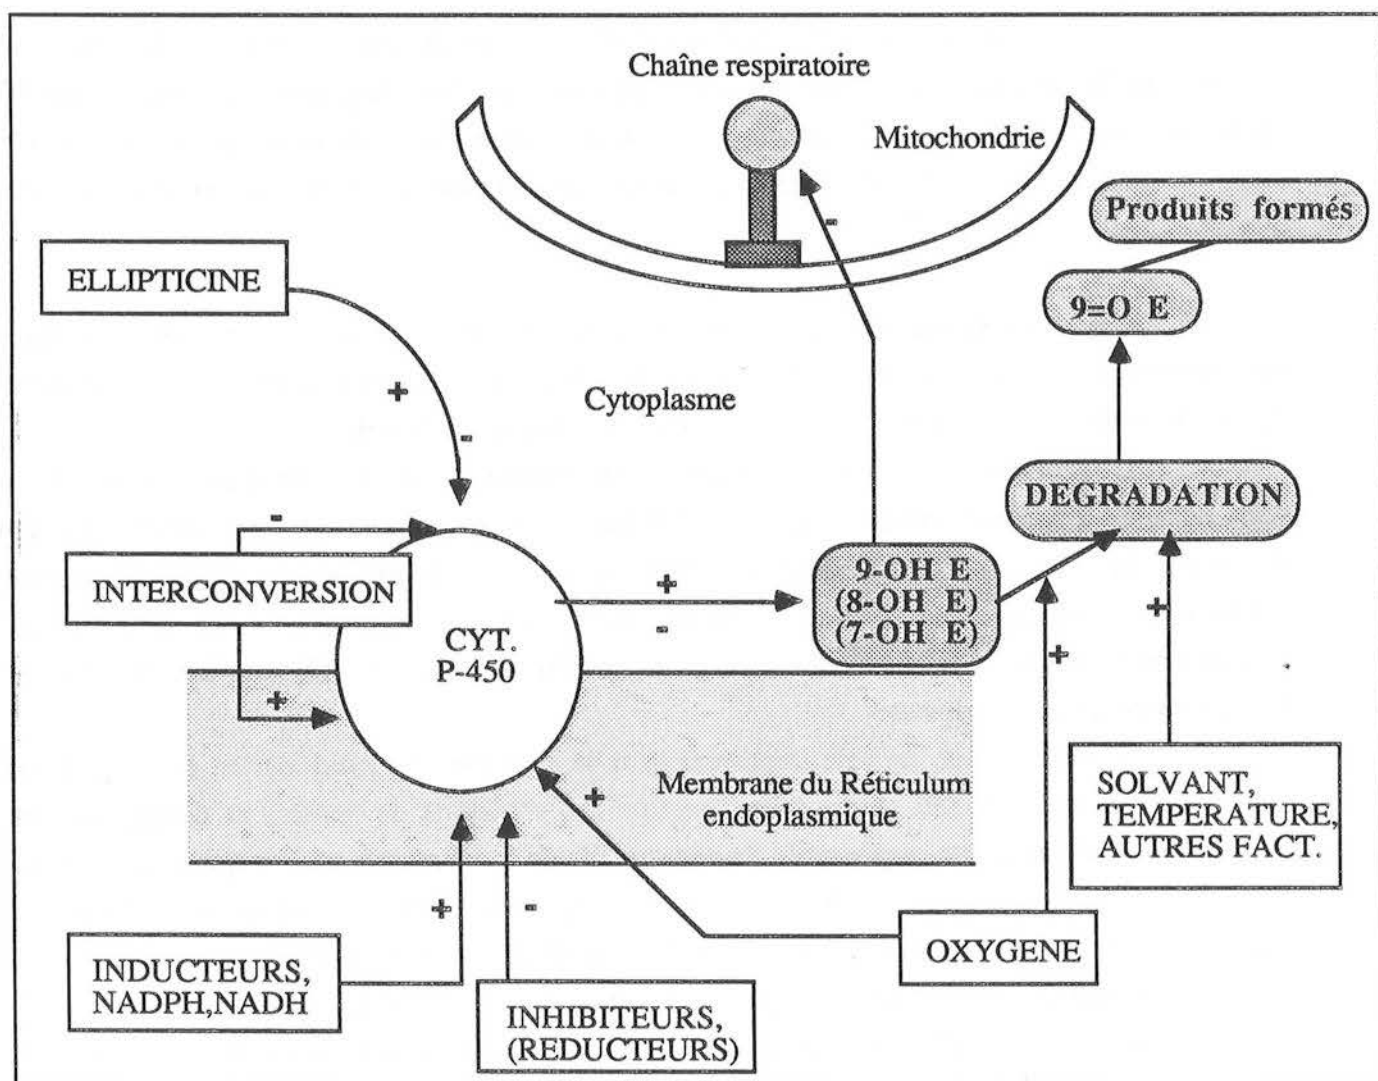 Chaîne respiratoire
Mitochondrie
Produits formés
ELLIPTICINE
9=O E
+
-
-
Cytoplasme
DEGRADATION
-
INTERCONVERSION
+
-
9-OH E
(8-OH E)
(7-OH E)
+
+
CYT.
P-450
+
Membrane du Réticulum
endoplasmique
+
SOLVANT,
TEMPERATURE,
AUTRES FACT.
+
-
OXYGENE
INDUCTEURS,
NADPH,NADH
INHIBITEURS,
(REDUCTEURS)